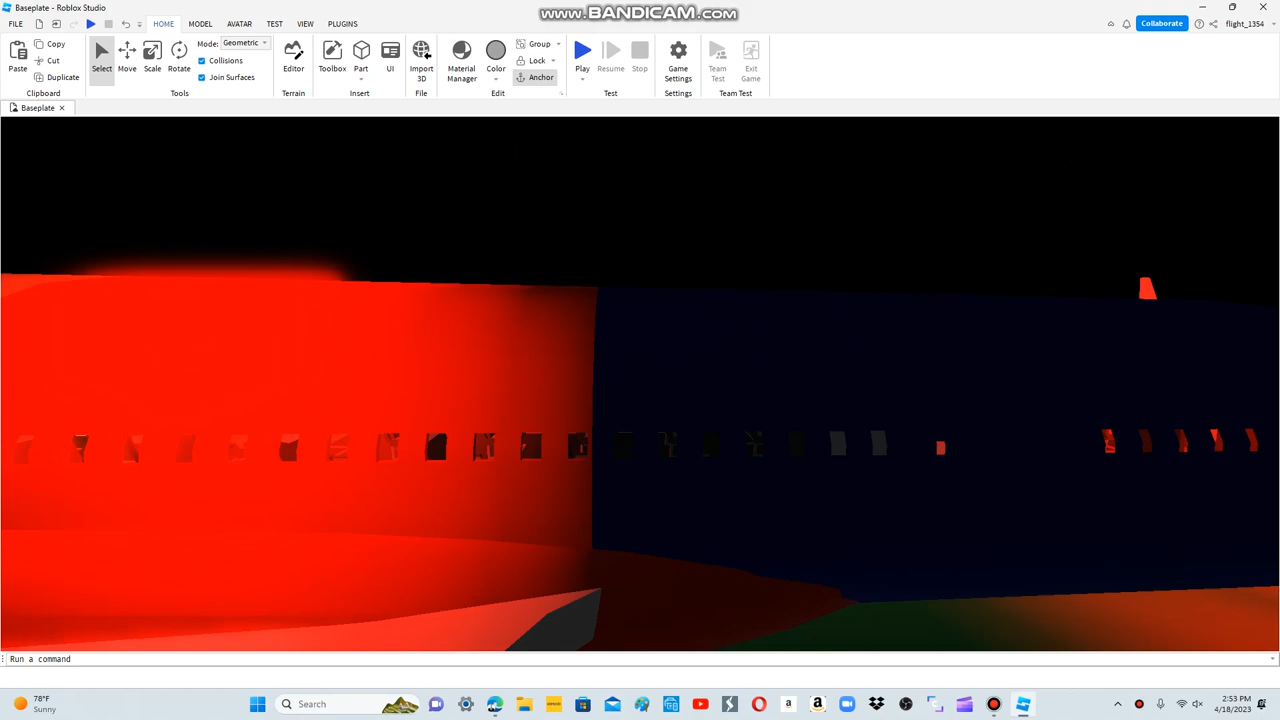 Baseplate - Roblox Studio
www.BANDICAM.com
FILE HOME MODEL AVATAR TEST VIEW PLUGINS
Collaborate flight_1354
Paste Copy Cut Duplicate
Clipboard
Select Move Scale Rotate
Mode: Geometric
Collisions
Join Surfaces
Tools
Editor
Terrain
Toolbox Part UI
Insert
Import 3D
File
Material Manager Color
Group
Lock
Anchor
Edit
Play Resume Stop
Test
Game Settings
Settings
Team Test Exit Game
Team Test
Baseplate
Run a command
78°F
Sunny
Search
2:53 PM
4/18/2023